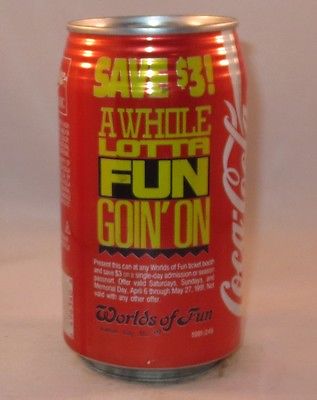 SAVE $3!
A WHOLE
LOTTA
FUN
GOIN' ON
Present this can at any Worlds of Fun ticket booth
and save $3 on a single-day admission or season
passport. Offer valid Saturdays, Sundays, and
Memorial Day, April 6 through May 27, 1991. Not
valid with any other offer.
Worlds of Fun
1991-24
Coca-Cola